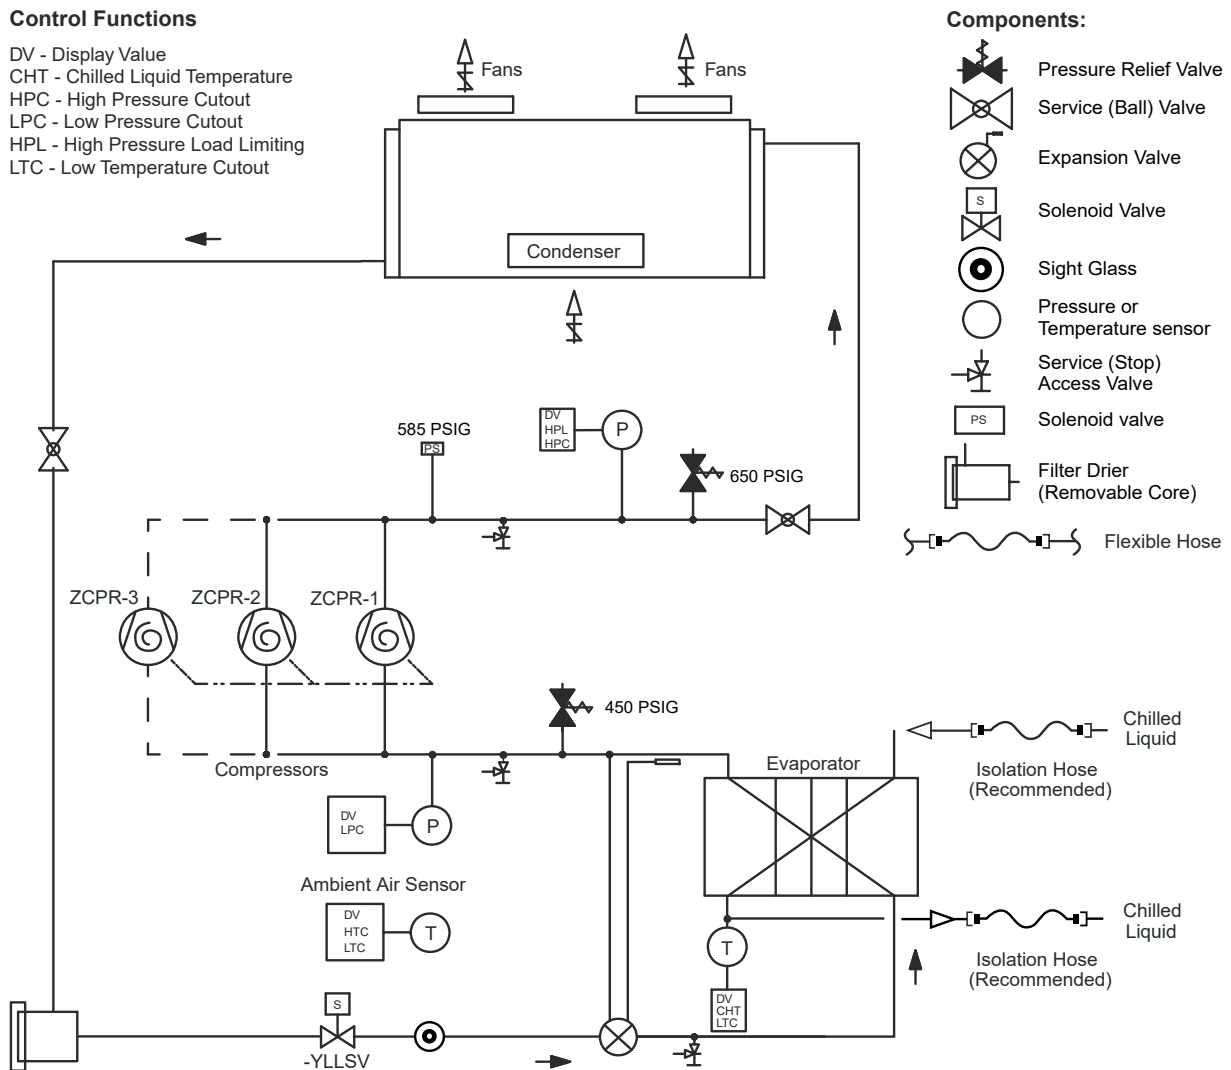 Control Functions
DV - Display Value
CHT - Chilled Liquid Temperature
HPC - High Pressure Cutout
LPC - Low Pressure Cutout
HPL - High Pressure Load Limiting
LTC - Low Temperature Cutout
Fans
Fans
Condenser
Components:
Pressure Relief Valve
Service (Ball) Valve
Expansion Valve
S
Solenoid Valve
Sight Glass
Pressure or
Temperature sensor
Service (Stop)
Access Valve
PS
Solenoid valve
Filter Drier
(Removable Core)
Flexible Hose
585 PSIG
PS
DV
HPL
HPC
P
650 PSIG
ZCPR-3
ZCPR-2
ZCPR-1
450 PSIG
Compressors
DV
LPC
P
Ambient Air Sensor
DV
HTC
LTC
T
Evaporator
Chilled
Liquid
Isolation Hose
(Recommended)
Chilled
Liquid
Isolation Hose
(Recommended)
T
DV
CHT
LTC
S
-YLLSV